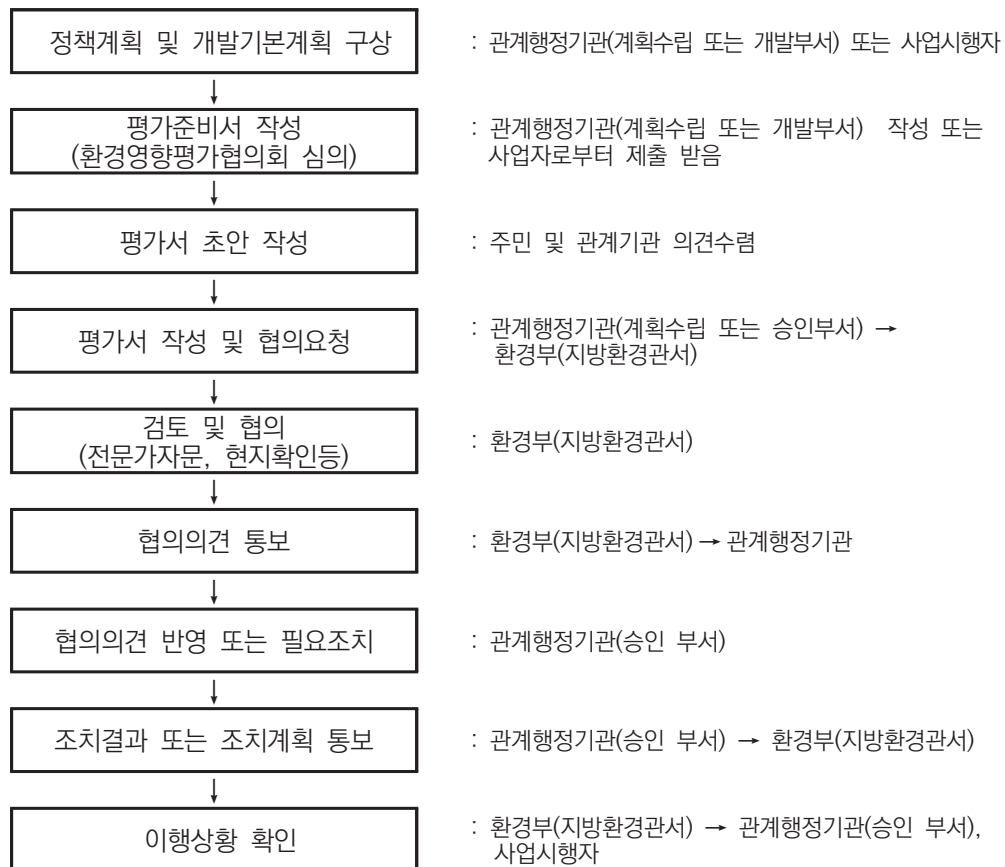 정책계획 및 개발기본계획 구상
: 관계행정기관(계획수립 또는 개발부서) 또는 사업시행자
평가준비서 작성
(환경영향평가협의회 심의)
: 관계행정기관(계획수립 또는 개발부서) 작성 또는
사업자로부터 제출 받음
평가서 초안 작성
: 주민 및 관계기관 의견수렴
평가서 작성 및 협의요청
: 관계행정기관(계획수립 또는 승인부서) →
환경부(지방환경관서)
검토 및 협의
(전문가자문, 현지확인등)
: 환경부(지방환경관서)
협의의견 통보
: 환경부(지방환경관서) → 관계행정기관
협의의견 반영 또는 필요조치
: 관계행정기관(승인 부서)
조치결과 또는 조치계획 통보
: 관계행정기관(승인 부서) → 환경부(지방환경관서)
이행상황 확인
: 환경부(지방환경관서) → 관계행정기관(승인 부서),
사업시행자